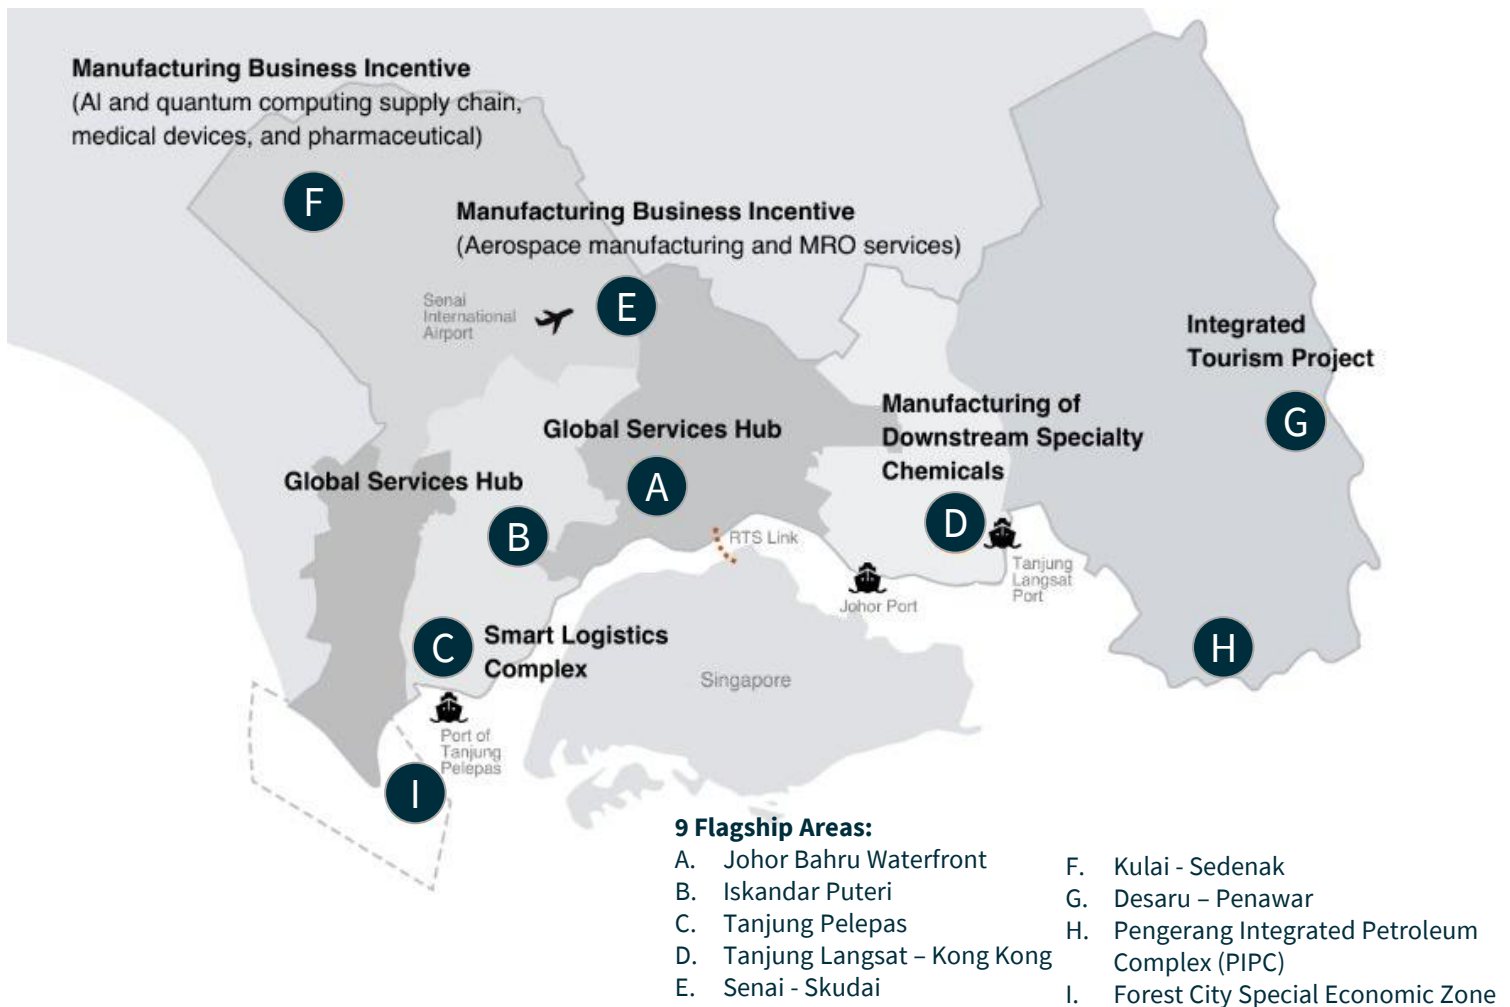 Manufacturing Business Incentive
(AI and quantum computing supply chain,
medical devices, and pharmaceutical)
F
Manufacturing Business Incentive
(Aerospace manufacturing and MRO services)
E
Senai
International
Airport
Integrated
Tourism Project
G
Manufacturing of
Downstream Specialty
Chemicals
D
Global Services Hub
A
Global Services Hub
B
RTS Link
Tanjung
Langsat
Port
Johor Port
H
C
Smart Logistics
Complex
Singapore
Port of
Tanjung
Pelepas
I
9 Flagship Areas:
A. Johor Bahru Waterfront
B. Iskandar Puteri
C. Tanjung Pelepas
D. Tanjung Langsat – Kong Kong
E. Senai - Skudai
F. Kulai - Sedenak
G. Desaru – Penawar
H. Pengerang Integrated Petroleum
Complex (PIPC)
I. Forest City Special Economic Zone